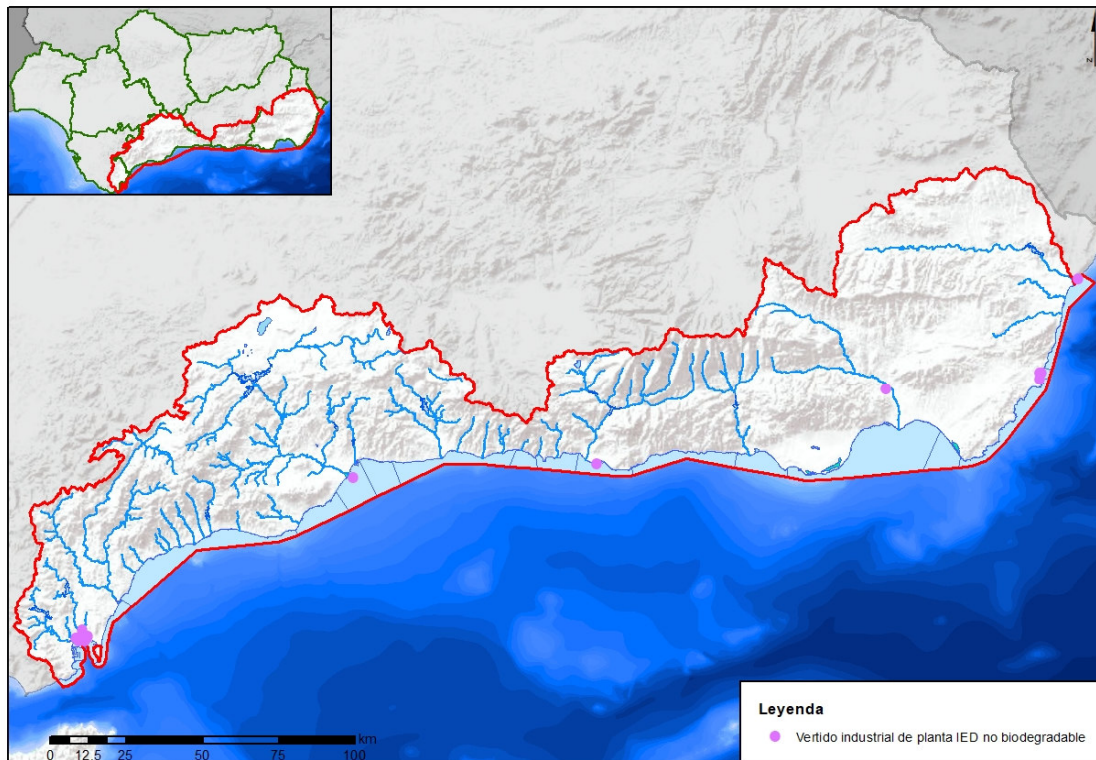 N
km
0 12,5 25 50 75 100
Leyenda
Vertido industrial de planta IED no biodegradable